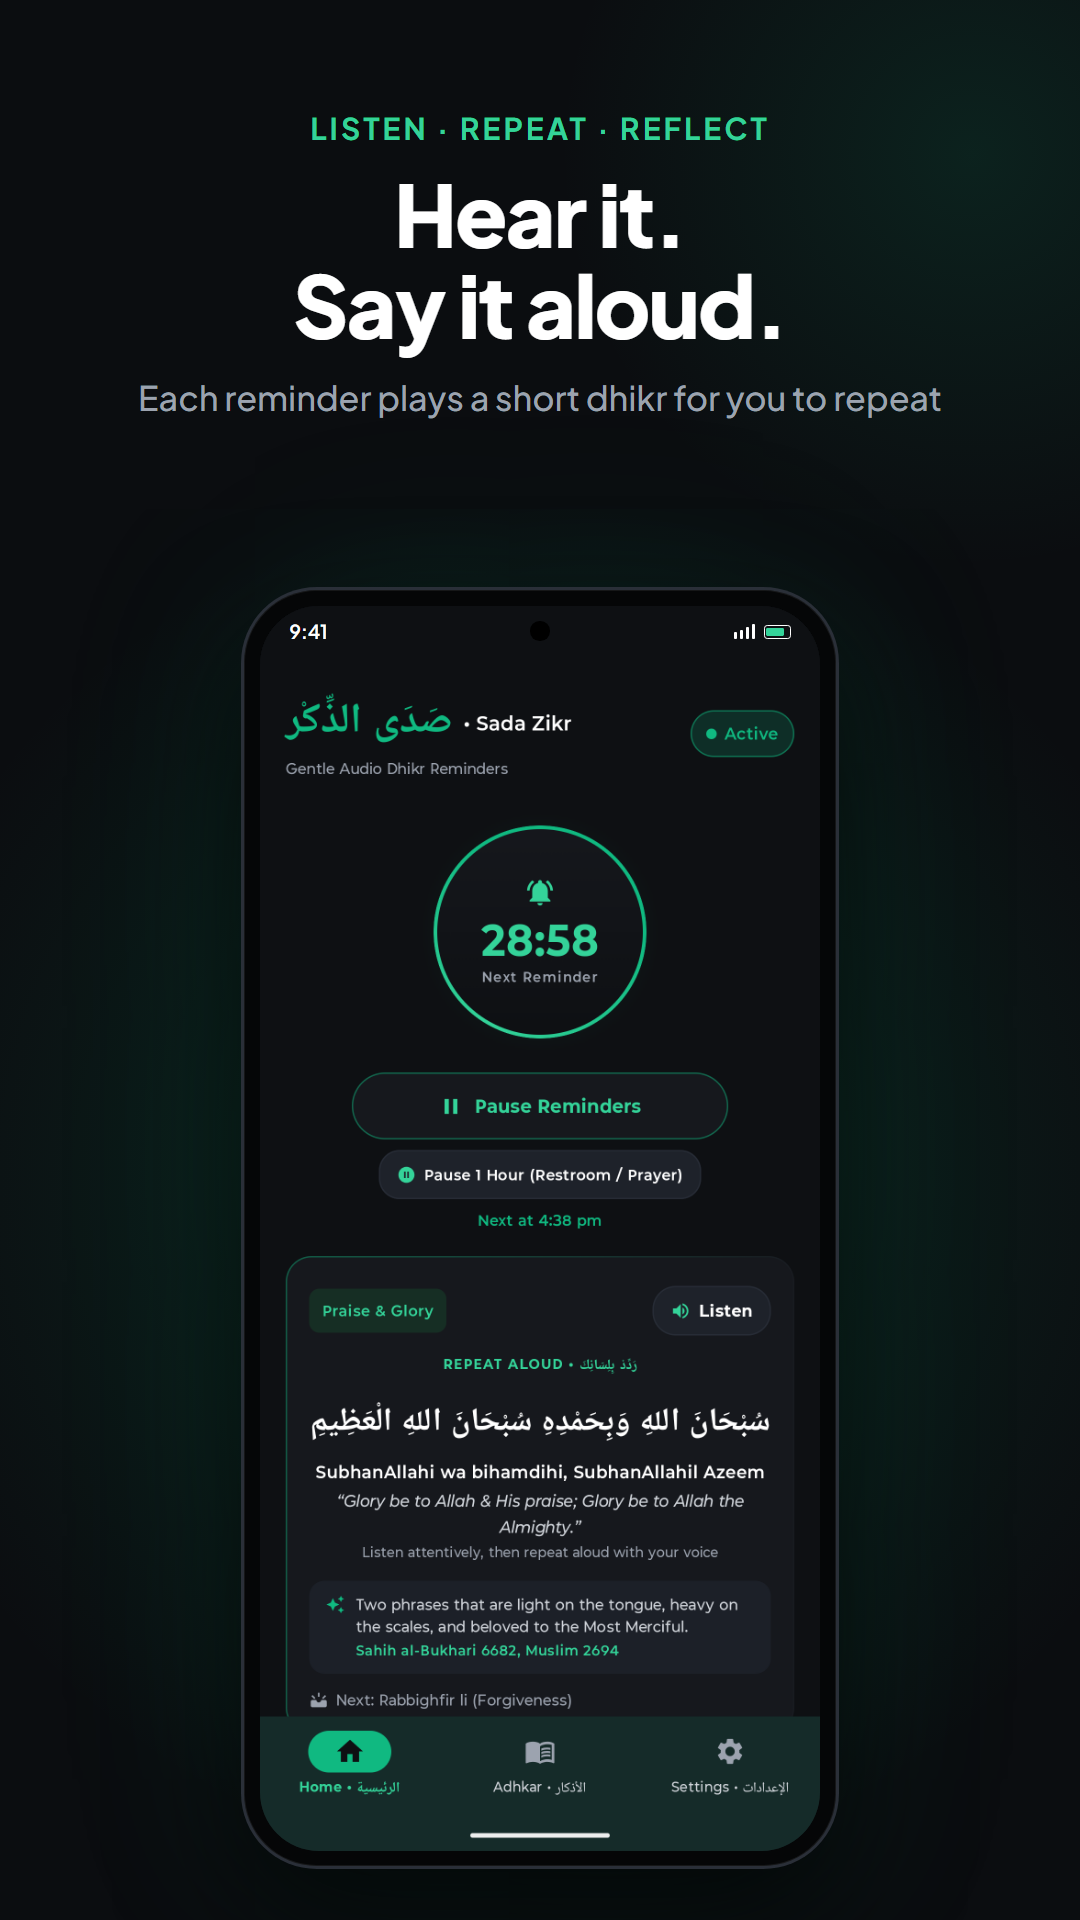 LISTEN · REPEAT · REFLECT
Hear it.
Say it aloud.
Each reminder plays a short dhikr for you to repeat
9:41
صَدَى الذِّكْر • Sada Zikr
Active
Gentle Audio Dhikr Reminders
28:58
Next Reminder
Pause Reminders
Pause 1 Hour (Restroom / Prayer)
Next at 4:38 pm
Praise & Glory
Listen
REPEAT ALOUD • رَدِّدْ بِلِسَانِكَ
سُبْحَانَ اللهِ وَبِحَمْدِهِ سُبْحَانَ اللهِ الْعَظِيمِ
SubhanAllahi wa bihamdihi, SubhanAllahil Azeem
“Glory be to Allah & His praise; Glory be to Allah the
Almighty.”
Listen attentively, then repeat aloud with your voice
Two phrases that are light on the tongue, heavy on
the scales, and beloved to the Most Merciful.
Sahih al-Bukhari 6682, Muslim 2694
Next: Rabbighfir li (Forgiveness)
Home • الرئيسية
Adhkar • الأذكار
Settings • الإعدادات